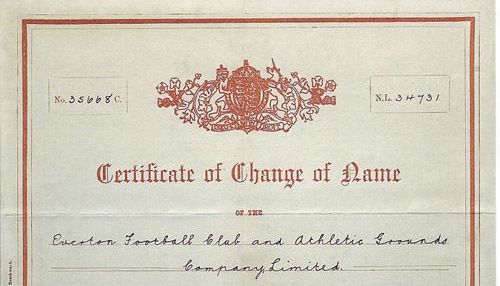 No. 35668 C.
N.L. 34731
Certificate of Change of Name
OF THE
Everton Football Club and Athletic Grounds
Company, Limited.